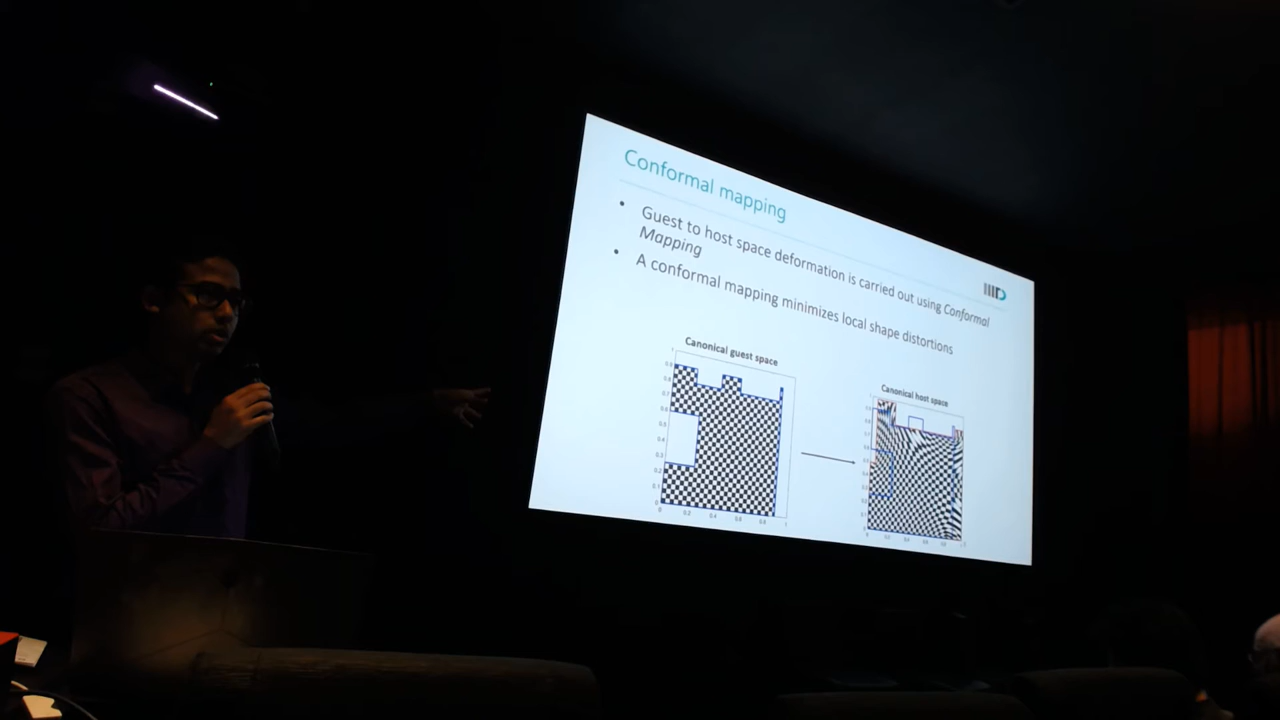 Conformal mapping
• Guest to host space deformation is carried out using Conformal
Mapping
• A conformal mapping minimizes local shape distortions
Canonical guest space
Canonical host space